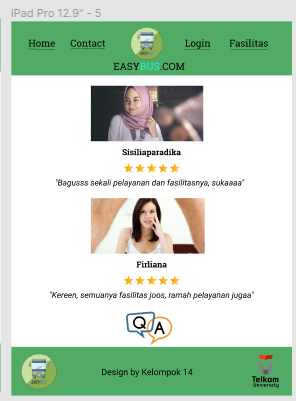 iPad Pro 12.9" - 5
Home Contact Login Fasilitas
EASYBUS.COM
Sisiliaparadika
"Bagusss sekali pelayanan dan fasilitasnya, sukaaaa"
Firliana
"Kereen, semuanya fasilitas joos, ramah pelayanan jugaa"
Q A
Design by Kelompok 14
Telkom
University